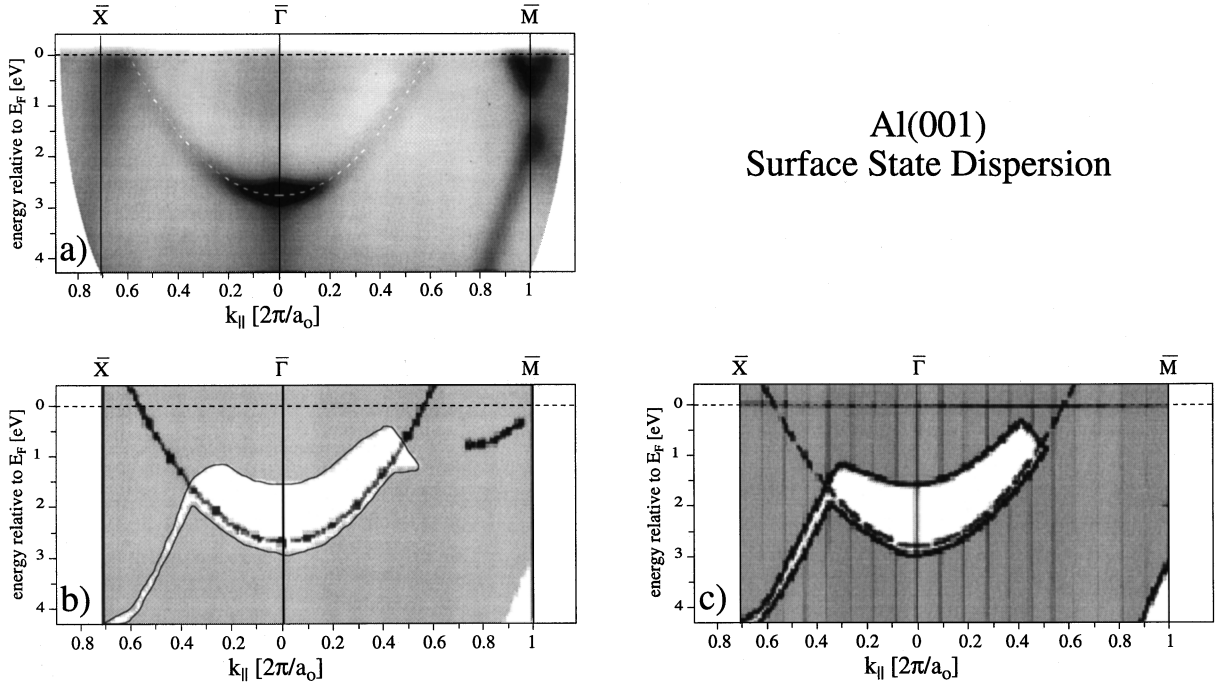 X̅ Γ̅ M̅
energy relative to E_F [eV]
0
1
2
3
4
a)
0.8 0.6 0.4 0.2 0 0.2 0.4 0.6 0.8 1
k_|| [2π/a_o]
Al(001)
Surface State Dispersion
X̅ Γ̅ M̅
energy relative to E_F [eV]
0
1
2
3
4
b)
0.8 0.6 0.4 0.2 0 0.2 0.4 0.6 0.8 1
k_|| [2π/a_o]
X̅ Γ̅ M̅
energy relative to E_F [eV]
0
1
2
3
4
c)
0.8 0.6 0.4 0.2 0 0.2 0.4 0.6 0.8 1
k_|| [2π/a_o]